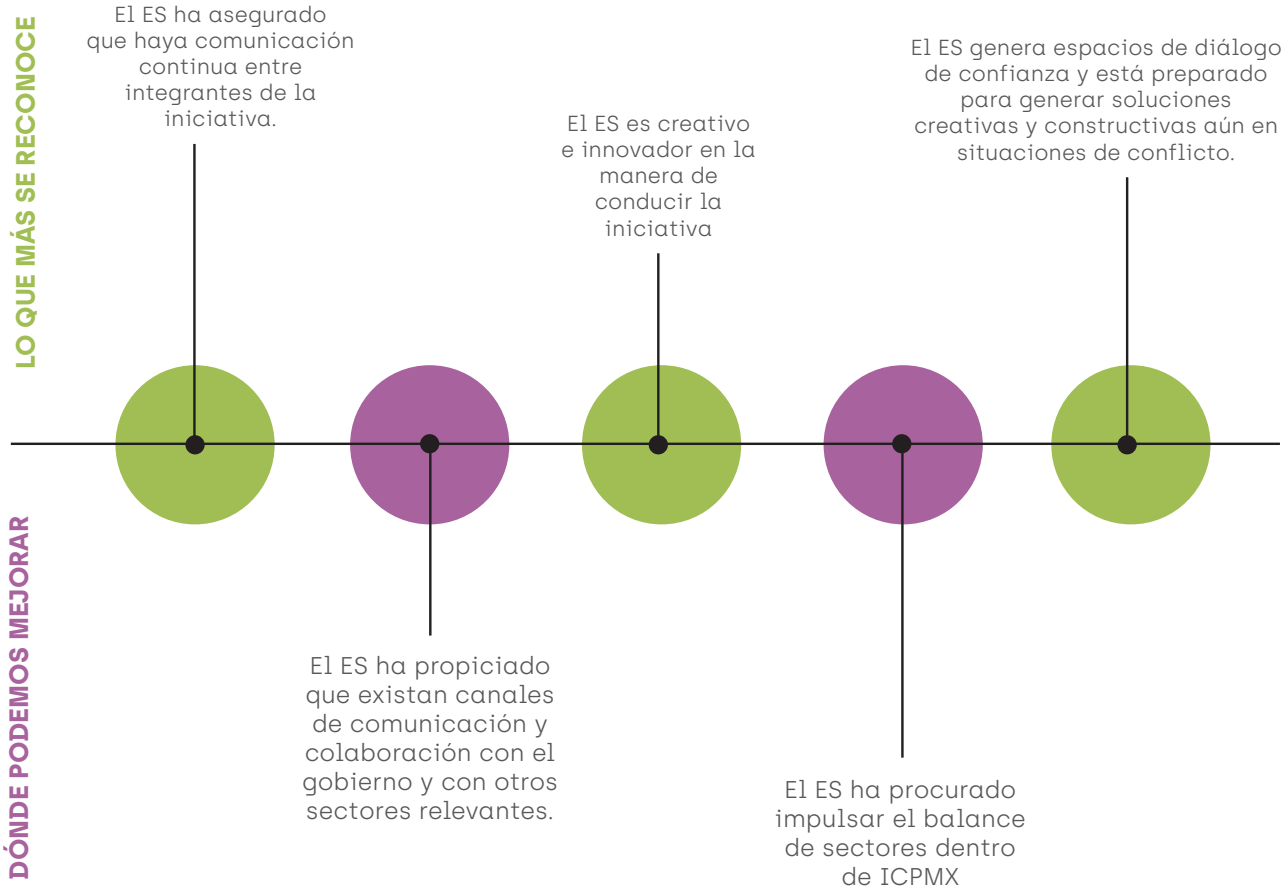 LO QUE MÁS SE RECONOCE
El ES ha asegurado
que haya comunicación
continua entre
integrantes de la
iniciativa.
El ES es creativo
e innovador en la
manera de
conducir la
iniciativa
El ES genera espacios de diálogo
de confianza y está preparado
para generar soluciones
creativas y constructivas aún en
situaciones de conflicto.
DÓNDE PODEMOS MEJORAR
El ES ha propiciado
que existan canales
de comunicación y
colaboración con el
gobierno y con otros
sectores relevantes.
El ES ha procurado
impulsar el balance
de sectores dentro
de ICPMX